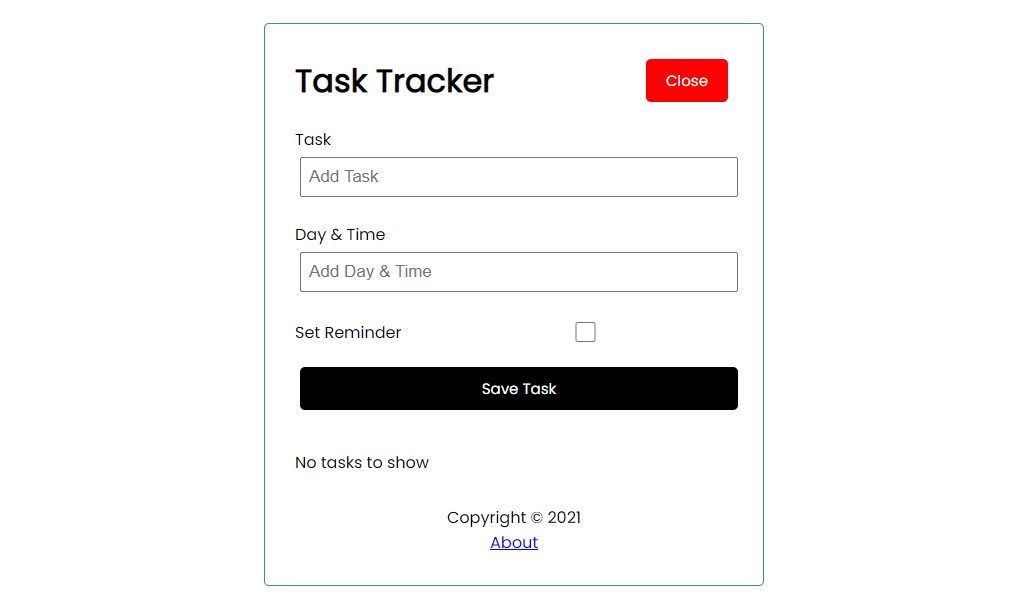 Task Tracker
Close
Task
Add Task
Day & Time
Add Day & Time
Set Reminder
Save Task
No tasks to show
Copyright © 2021
About